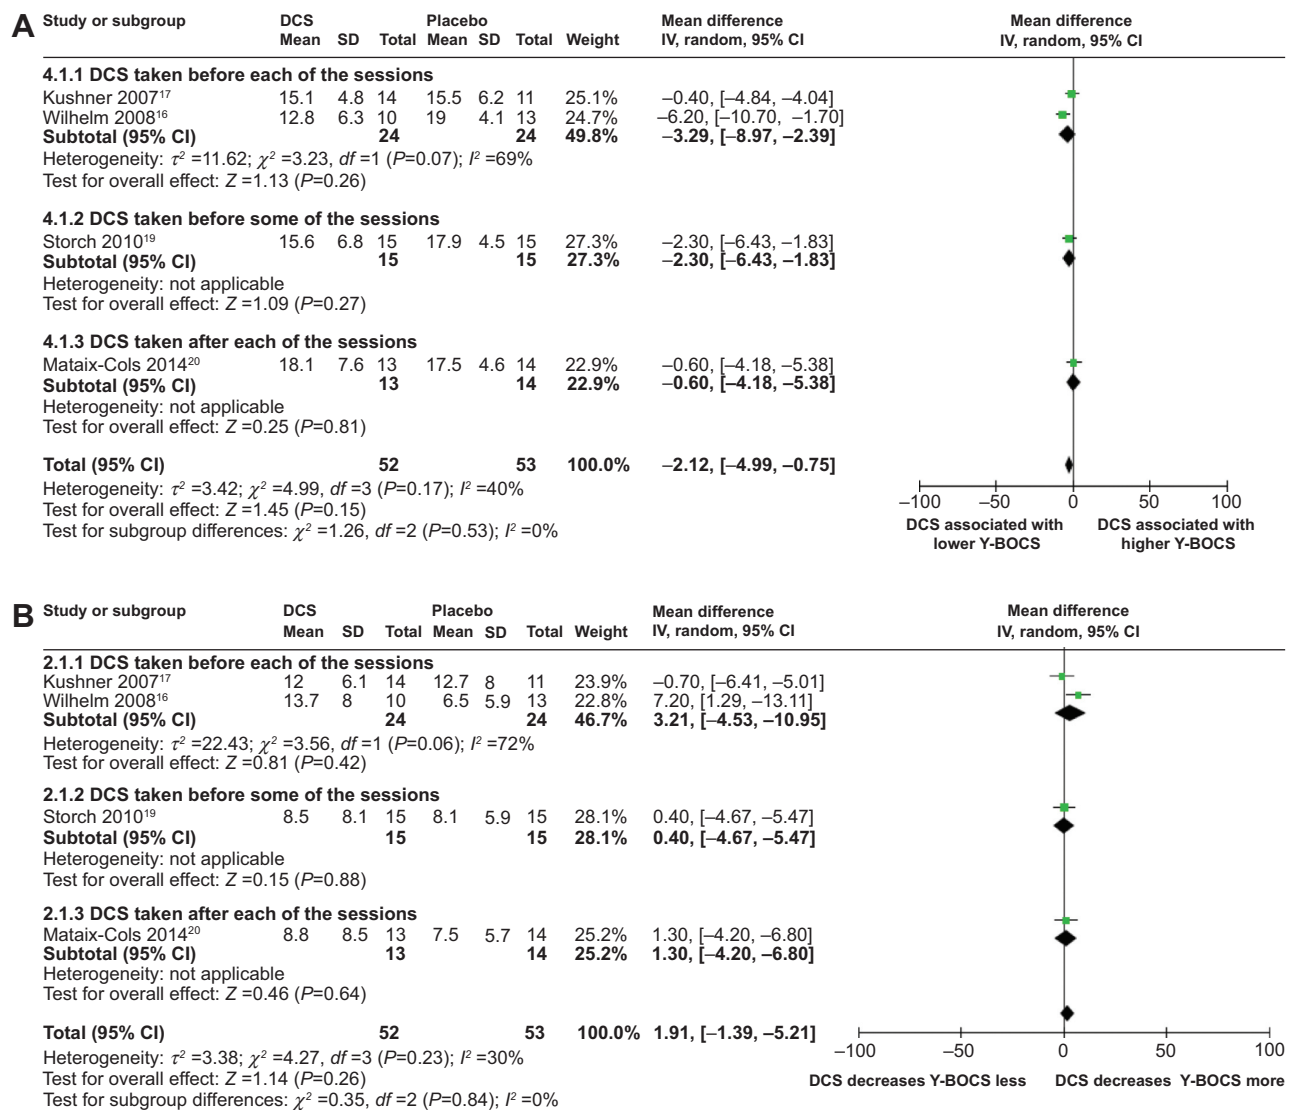 A Study or subgroup DCS Placebo Mean difference Mean difference
Mean SD Total Mean SD Total Weight IV, random, 95% CI IV, random, 95% CI
4.1.1 DCS taken before each of the sessions
Kushner 2007¹⁷ 15.1 4.8 14 15.5 6.2 11 25.1% –0.40, [–4.84, –4.04]
Wilhelm 2008¹⁶ 12.8 6.3 10 19 4.1 13 24.7% –6.20, [–10.70, –1.70]
Subtotal (95% CI) 24 24 49.8% –3.29, [–8.97, –2.39]
Heterogeneity: τ² =11.62; χ² =3.23, df =1 (P=0.07); I² =69%
Test for overall effect: Z =1.13 (P=0.26)
4.1.2 DCS taken before some of the sessions
Storch 2010¹⁹ 15.6 6.8 15 17.9 4.5 15 27.3% –2.30, [–6.43, –1.83]
Subtotal (95% CI) 15 15 27.3% –2.30, [–6.43, –1.83]
Heterogeneity: not applicable
Test for overall effect: Z =1.09 (P=0.27)
4.1.3 DCS taken after each of the sessions
Mataix-Cols 2014²⁰ 18.1 7.6 13 17.5 4.6 14 22.9% –0.60, [–4.18, –5.38]
Subtotal (95% CI) 13 14 22.9% –0.60, [–4.18, –5.38]
Heterogeneity: not applicable
Test for overall effect: Z =0.25 (P=0.81)
Total (95% CI) 52 53 100.0% –2.12, [–4.99, –0.75]
Heterogeneity: τ² =3.42; χ² =4.99, df =3 (P=0.17); I² =40%
Test for overall effect: Z =1.45 (P=0.15)
Test for subgroup differences: χ² =1.26, df =2 (P=0.53); I² =0%
–100 –50 0 50 100
DCS associated with DCS associated with
lower Y-BOCS higher Y-BOCS
B Study or subgroup DCS Placebo Mean difference Mean difference
Mean SD Total Mean SD Total Weight IV, random, 95% CI IV, random, 95% CI
2.1.1 DCS taken before each of the sessions
Kushner 2007¹⁷ 12 6.1 14 12.7 8 11 23.9% –0.70, [–6.41, –5.01]
Wilhelm 2008¹⁶ 13.7 8 10 6.5 5.9 13 22.8% 7.20, [1.29, –13.11]
Subtotal (95% CI) 24 24 46.7% 3.21, [–4.53, –10.95]
Heterogeneity: τ² =22.43; χ² =3.56, df =1 (P=0.06); I² =72%
Test for overall effect: Z =0.81 (P=0.42)
2.1.2 DCS taken before some of the sessions
Storch 2010¹⁹ 8.5 8.1 15 8.1 5.9 15 28.1% 0.40, [–4.67, –5.47]
Subtotal (95% CI) 15 15 28.1% 0.40, [–4.67, –5.47]
Heterogeneity: not applicable
Test for overall effect: Z =0.15 (P=0.88)
2.1.3 DCS taken after each of the sessions
Mataix-Cols 2014²⁰ 8.8 8.5 13 7.5 5.7 14 25.2% 1.30, [–4.20, –6.80]
Subtotal (95% CI) 13 14 25.2% 1.30, [–4.20, –6.80]
Heterogeneity: not applicable
Test for overall effect: Z =0.46 (P=0.64)
Total (95% CI) 52 53 100.0% 1.91, [–1.39, –5.21]
Heterogeneity: τ² =3.38; χ² =4.27, df =3 (P=0.23); I² =30%
Test for overall effect: Z =1.14 (P=0.26)
Test for subgroup differences: χ² =0.35, df =2 (P=0.84); I² =0%
–100 –50 0 50 100
DCS decreases Y-BOCS less DCS decreases Y-BOCS more